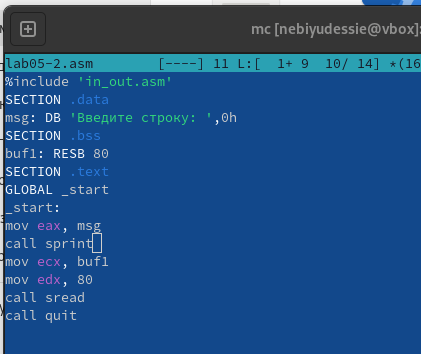 mc [nebiyudessie@vbox]:
lab05-2.asm [----] 11 L:[ 1+ 9 10/ 14] *(16
%include 'in_out.asm'
SECTION .data
msg: DB 'Введите строку: ',0h
SECTION .bss
buf1: RESB 80
SECTION .text
GLOBAL _start
_start:
mov eax, msg
call sprint
mov ecx, buf1
mov edx, 80
call sread
call quit